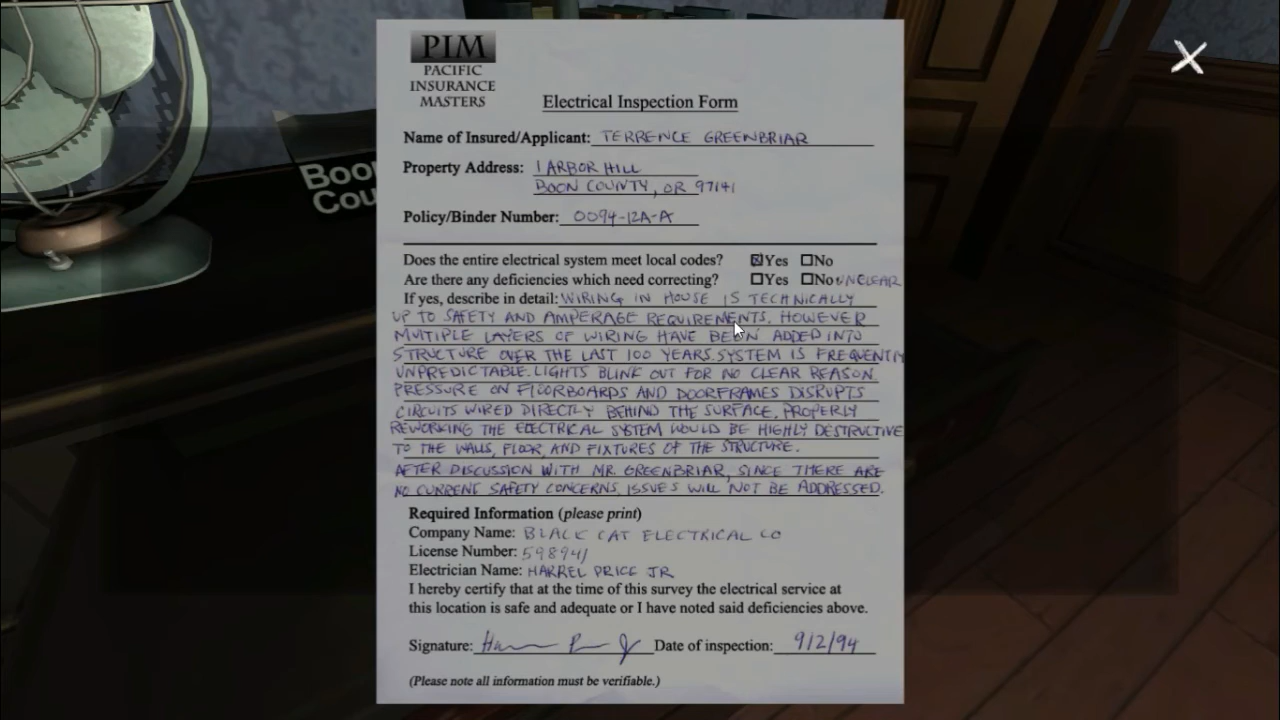 PIM
PACIFIC
INSURANCE
MASTERS
Electrical Inspection Form
Name of Insured/Applicant: TERRENCE GREENBRIAR
Property Address: 1 ARBOR HILL
BOON COUNTY, OR 97141
Policy/Binder Number: 0094-12A-A
Does the entire electrical system meet local codes? ☒Yes ☐No
Are there any deficiencies which need correcting? ☐Yes ☐No UNCLEAR
If yes, describe in detail: WIRING IN HOUSE IS TECHNICALLY
UP TO SAFETY AND AMPERAGE REQUIREMENTS. HOWEVER
MULTIPLE LAYERS OF WIRING HAVE BEEN ADDED INTO
STRUCTURE OVER THE LAST 100 YEARS. SYSTEM IS FREQUENTLY
UNPREDICTABLE. LIGHTS BLINK OUT FOR NO CLEAR REASON.
PRESSURE ON FLOORBOARDS AND DOORFRAMES DISRUPTS
CIRCUITS WIRED DIRECTLY BEHIND THE SURFACE. PROPERLY
REWORKING THE ELECTRICAL SYSTEM WOULD BE HIGHLY DESTRUCTIVE
TO THE WALLS, FLOOR, AND FIXTURES OF THE STRUCTURE.
AFTER DISCUSSION WITH MR. GREENBRIAR, SINCE THERE ARE
NO CURRENT SAFETY CONCERNS, ISSUES WILL NOT BE ADDRESSED.
Required Information (please print)
Company Name: BLACK CAT ELECTRICAL CO
License Number: 598941
Electrician Name: HARREL PRICE JR
I hereby certify that at the time of this survey the electrical service at
this location is safe and adequate or I have noted said deficiencies above.
Signature: Date of inspection: 9/2/94
(Please note all information must be verifiable.)
Boo
Cou